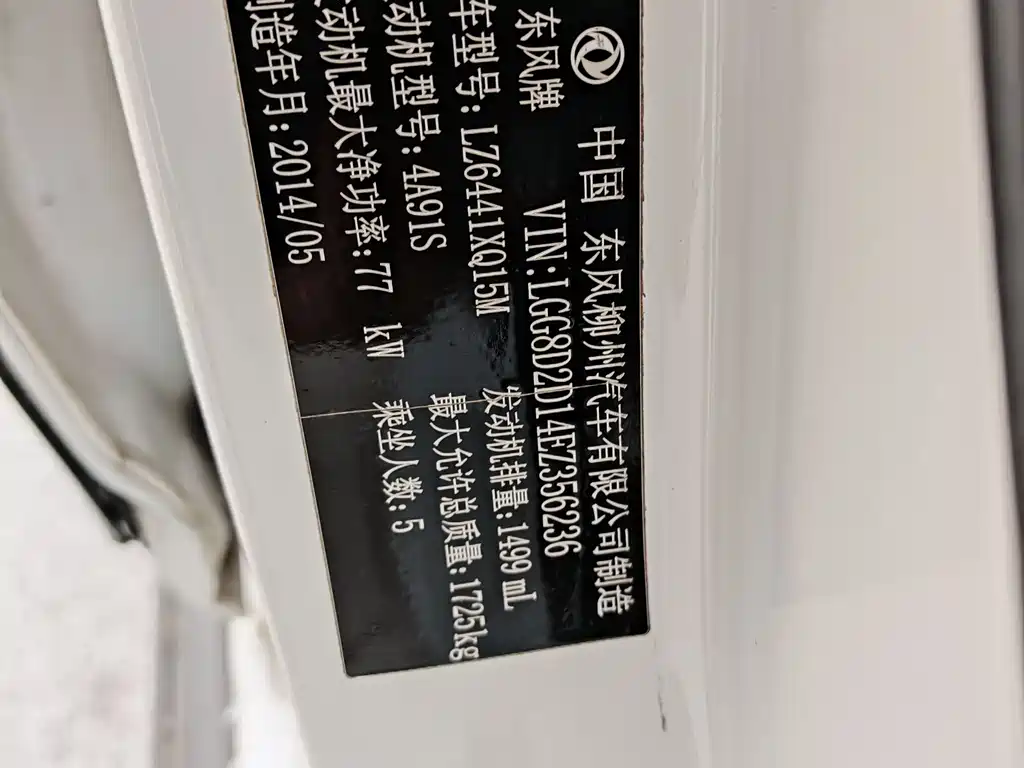 中国 东风柳州汽车有限公司制造
东风牌 VIN:LGG8D2D14EZ356236
车型号:LZ6441XQ15M 发动机排量:1499mL
发动机型号:4A91S 最大允许总质量:1725kg
发动机最大净功率:77 kW 乘坐人数:5
制造年月:2014/05